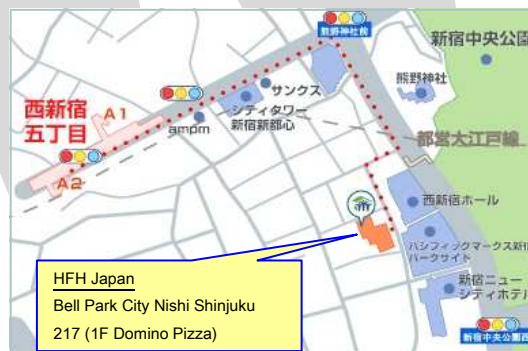 熊野神社前
新宿中央公園
熊野神社
サンクス
シティタワー
新宿新都心
ampm
西新宿
五丁目
A1
A2
都営大江戸線
西新宿ホール
パシフィックマークス新宿
パークサイド
新宿ニュー
シティホテル
新宿中央公園西
HFH Japan
Bell Park City Nishi Shinjuku
217 (1F Domino Pizza)